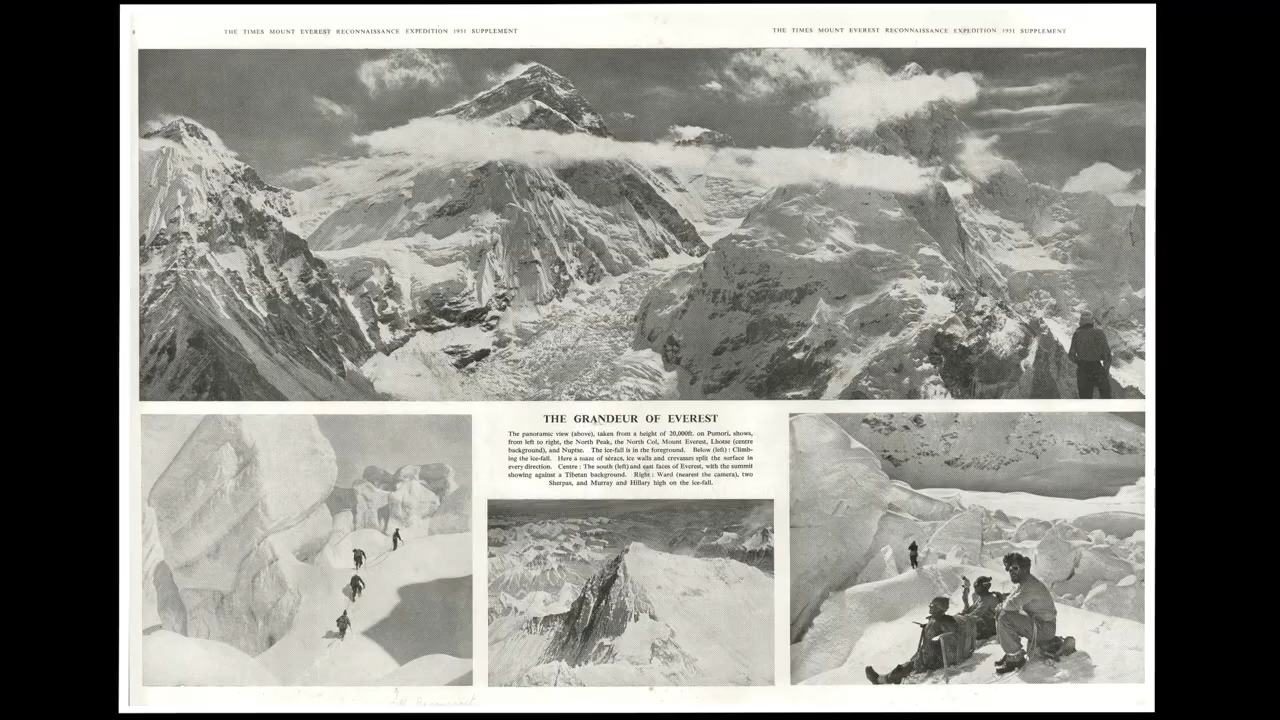 THE TIMES MOUNT EVEREST RECONNAISSANCE EXPEDITION 1951 SUPPLEMENT
THE TIMES MOUNT EVEREST RECONNAISSANCE EXPEDITION 1951 SUPPLEMENT
THE GRANDEUR OF EVEREST
The panoramic view (above), taken from a height of 20,000ft. on Pumori, shows,
from left to right, the North Peak, the North Col, Mount Everest, Lhotse (centre
background), and Nuptse. The ice-fall is in the foreground. Below (left) : Climb-
ing the ice-fall. Here a maze of séracs, ice walls and crevasses split the surface in
every direction. Centre : The south (left) and east faces of Everest, with the summit
showing against a Tibetan background. Right : Ward (nearest the camera), two
Sherpas, and Murray and Hillary high on the ice-fall.